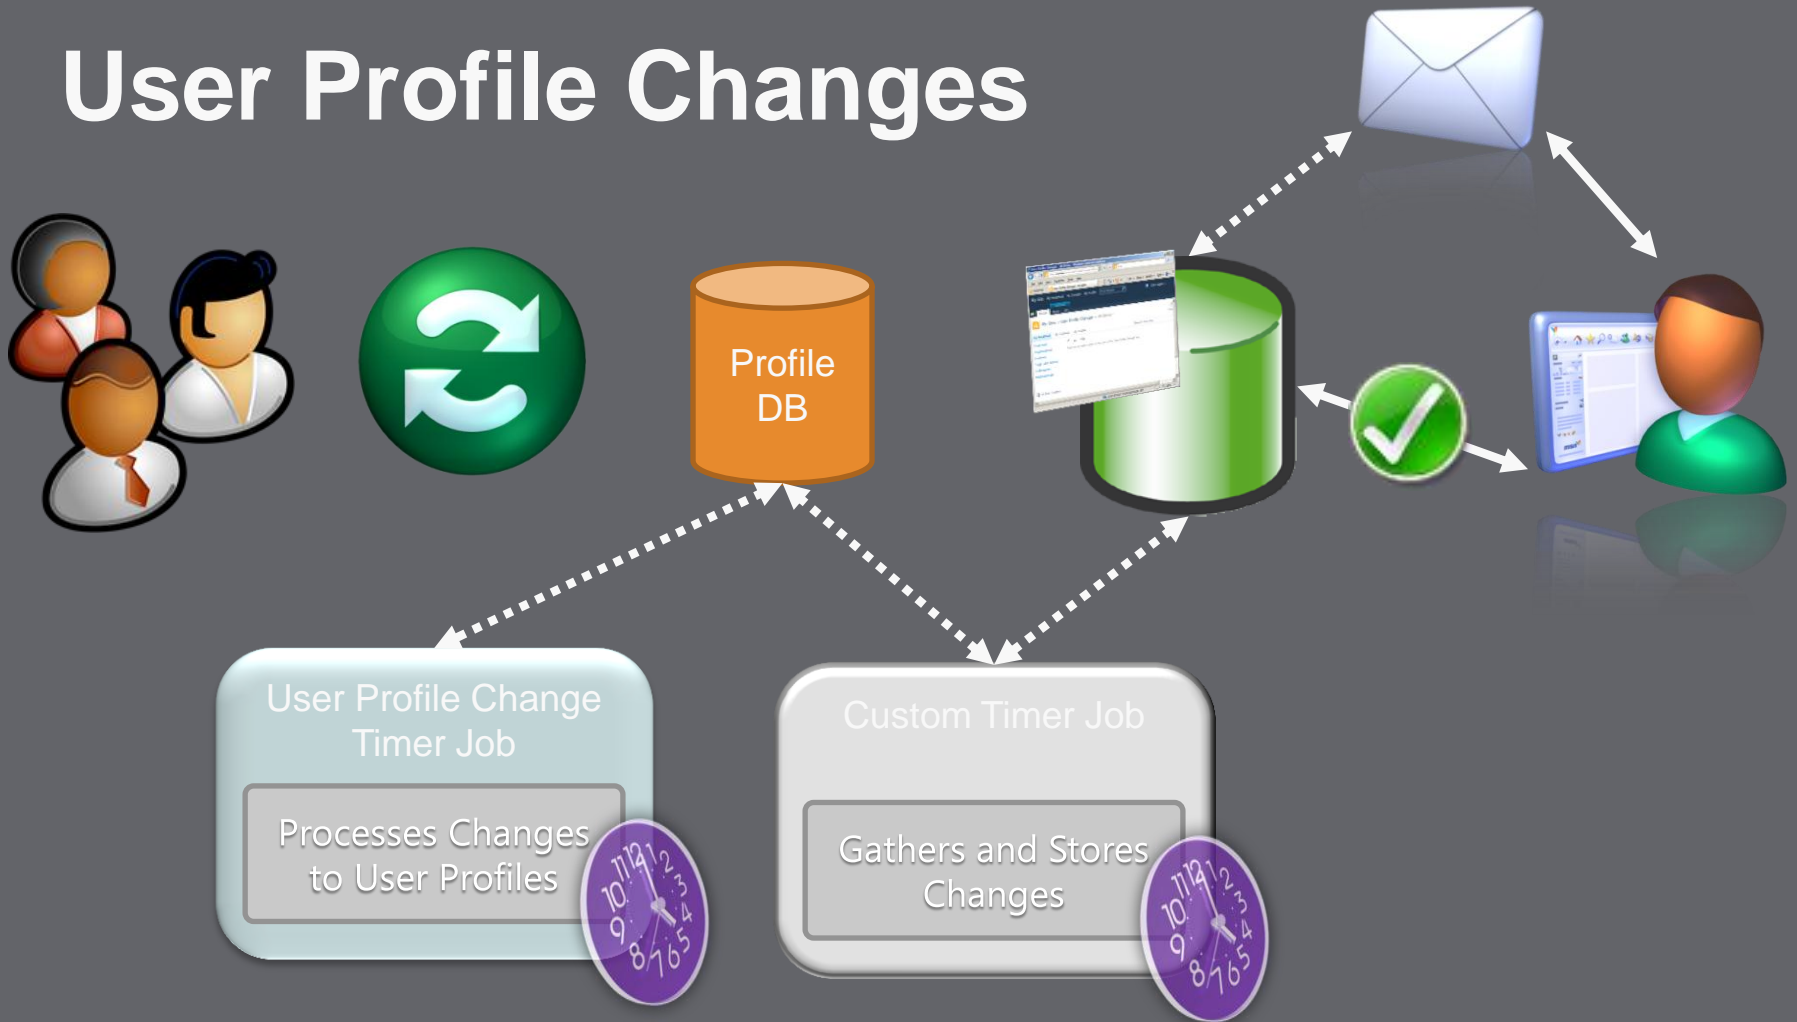 User Profile Changes
Profile
DB
User Profile Change
Timer Job
Processes Changes
to User Profiles
Custom Timer Job
Gathers and Stores
Changes